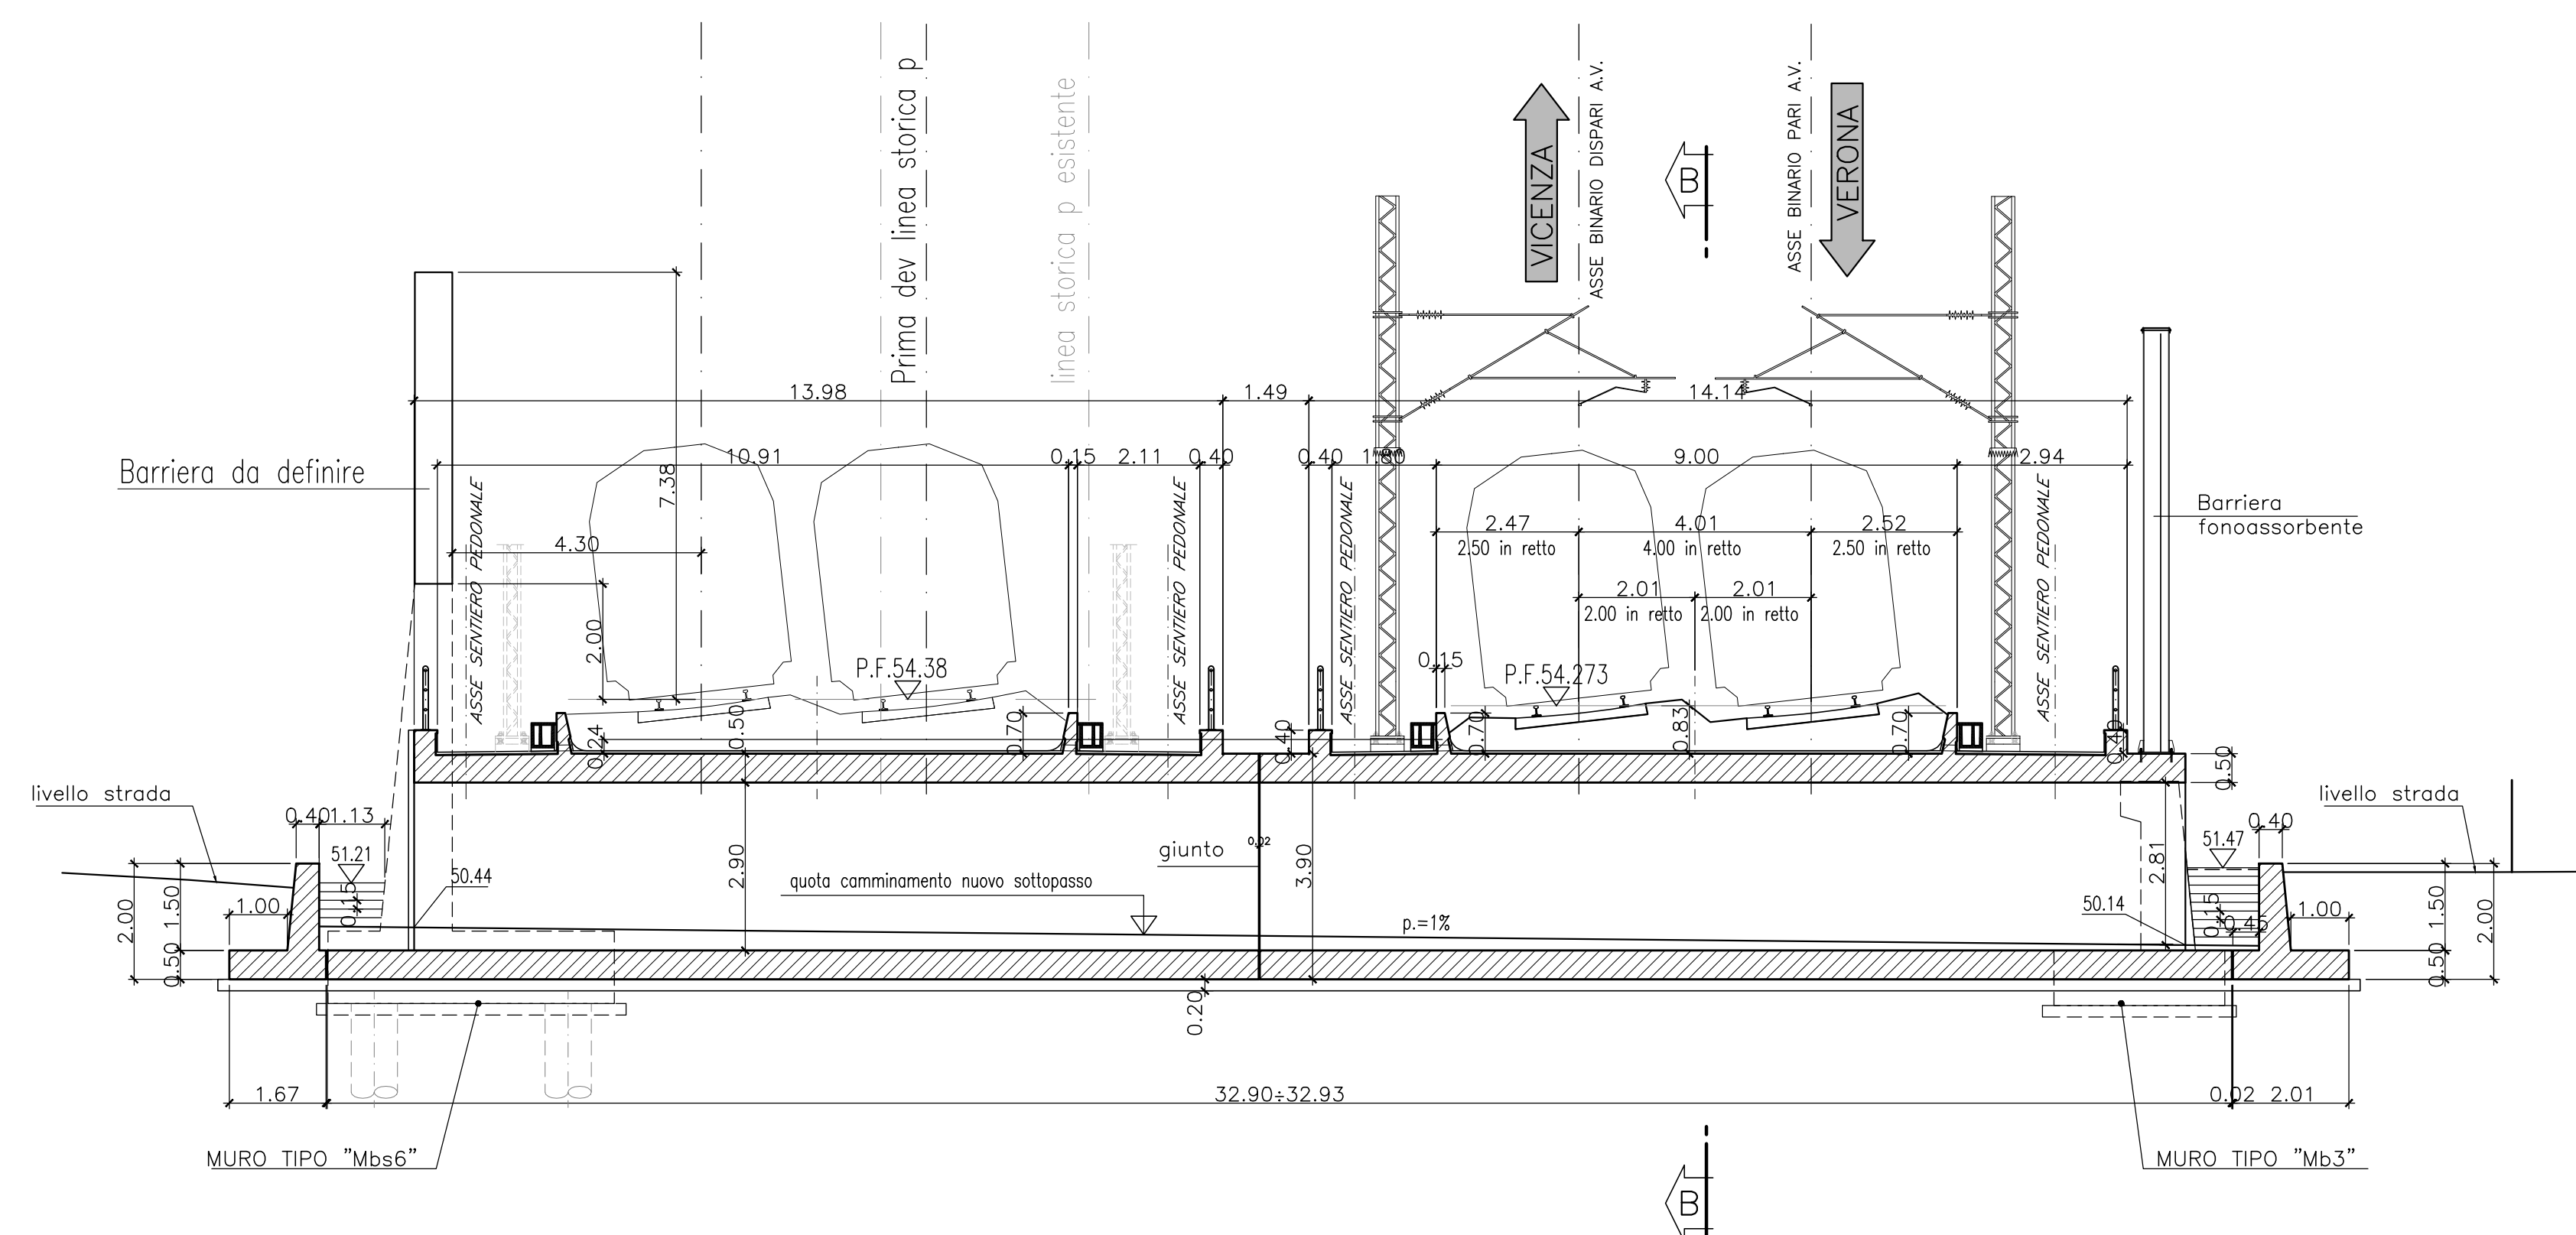 Prima dev linea storica p
linea storica p esistente
VICENZA
ASSE BINARIO DISPARI A.V.
B
ASSE BINARIO PARI A.V.
VERONA
13.98
1.49
14.14
Barriera da definire
10.91
0.15
2.11
0.40
0.40
1.80
9.00
2.94
7.38
ASSE SENTIERO PEDONALE
ASSE SENTIERO PEDONALE
ASSE SENTIERO PEDONALE
ASSE SENTIERO PEDONALE
Barriera
fonoassorbente
4.30
2.47
4.01
2.52
2.50 in retto
4.00 in retto
2.50 in retto
2.01
2.01
2.00 in retto
2.00 in retto
2.00
P.F.54.38
0.15
P.F.54.273
0.24
0.50
0.70
0.40
0.70
0.83
0.70
0.40
0.50
livello strada
livello strada
0.40
1.13
0.40
51.21
51.47
50.44
2.90
giunto
0.02
3.90
2.81
quota camminamento nuovo sottopasso
p.=1%
50.14
2.00
1.50
0.50
1.00
0.15
0.15
0.45
1.00
1.50
0.50
2.00
0.20
1.67
32.90÷32.93
0.02
2.01
MURO TIPO "Mbs6"
MURO TIPO "Mb3"
B